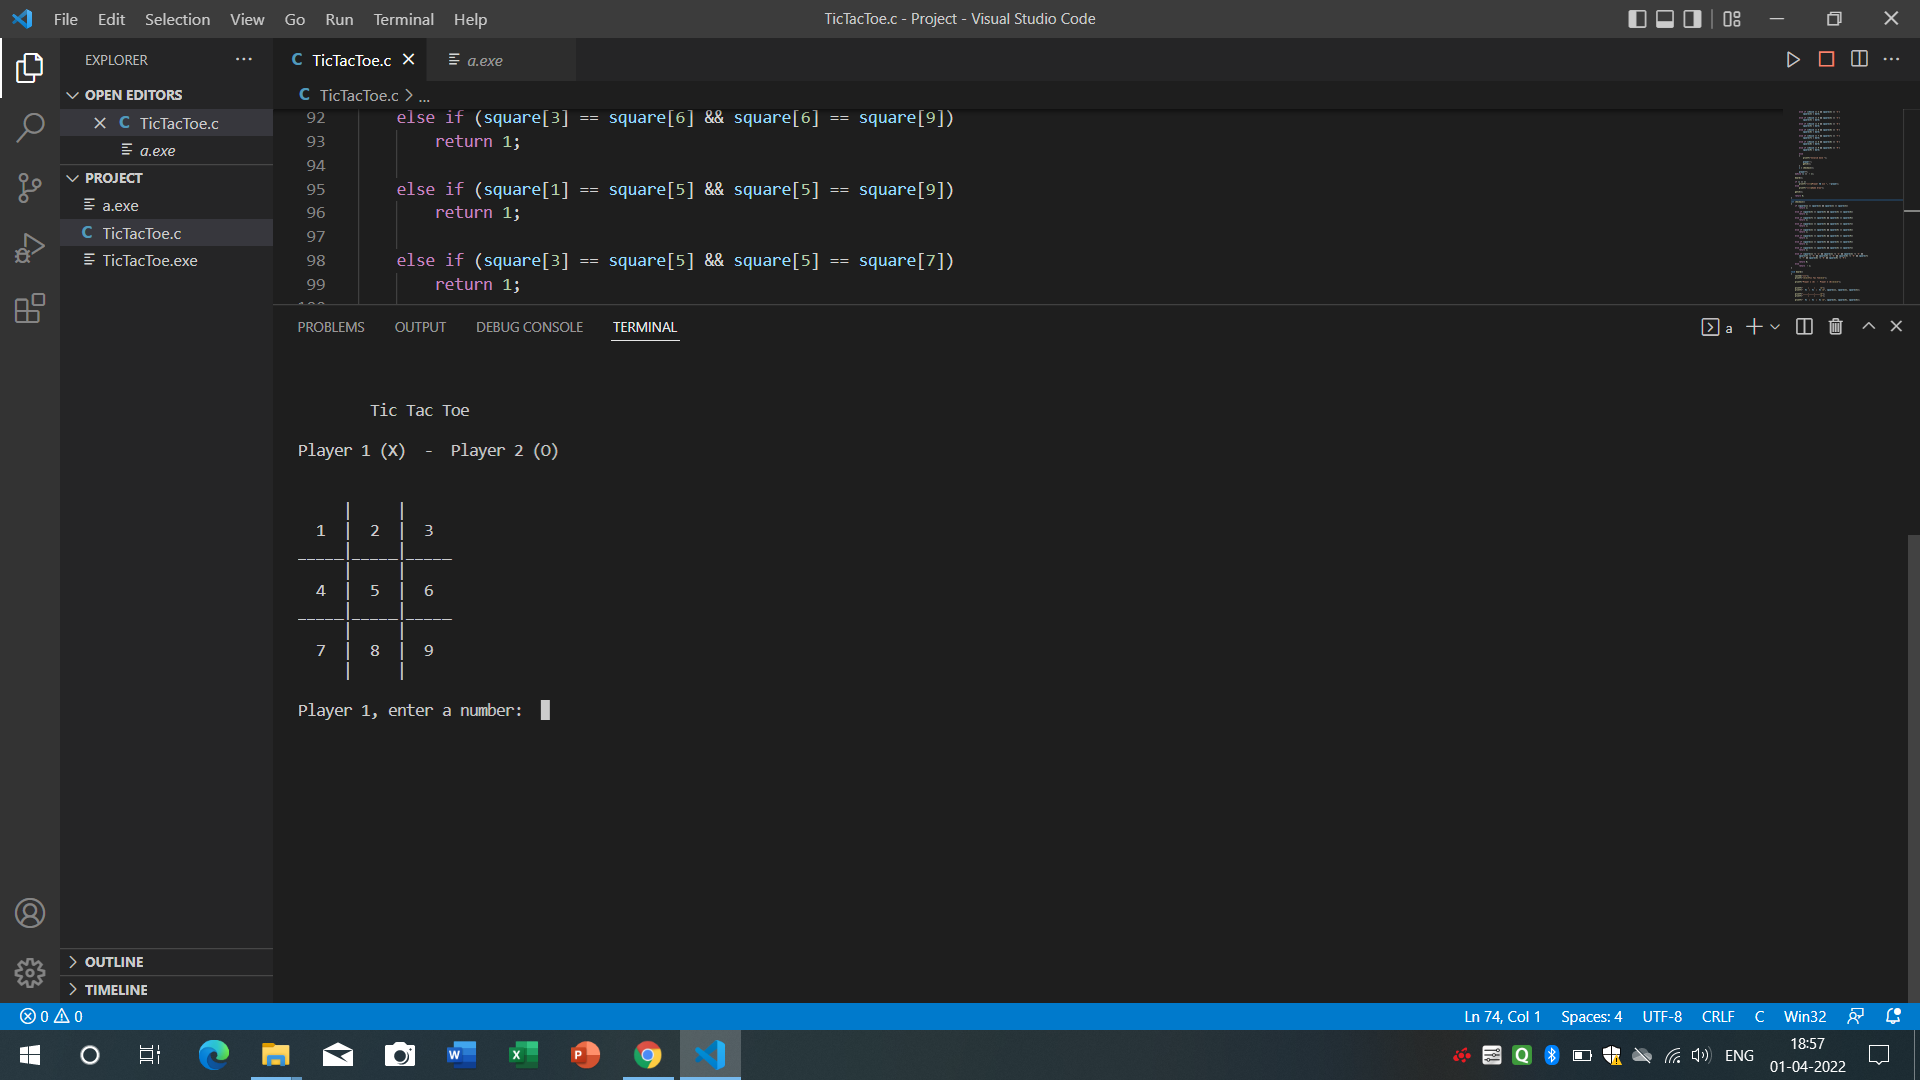 File Edit Selection View Go Run Terminal Help
TicTacToe.c - Project - Visual Studio Code
EXPLORER
OPEN EDITORS
C TicTacToe.c
a.exe
PROJECT
a.exe
C TicTacToe.c
TicTacToe.exe
OUTLINE
TIMELINE
C TicTacToe.c a.exe
C TicTacToe.c > ...
92 else if (square[3] == square[6] && square[6] == square[9])
93 return 1;
94
95 else if (square[1] == square[5] && square[5] == square[9])
96 return 1;
97
98 else if (square[3] == square[5] && square[5] == square[7])
99 return 1;
PROBLEMS OUTPUT DEBUG CONSOLE TERMINAL
a
Tic Tac Toe
Player 1 (X) - Player 2 (O)
| |
1 | 2 | 3
_____|_____|_____
| |
4 | 5 | 6
_____|_____|_____
| |
7 | 8 | 9
| |
Player 1, enter a number:
0 0
Ln 74, Col 1 Spaces: 4 UTF-8 CRLF C Win32
ENG
18:57
01-04-2022